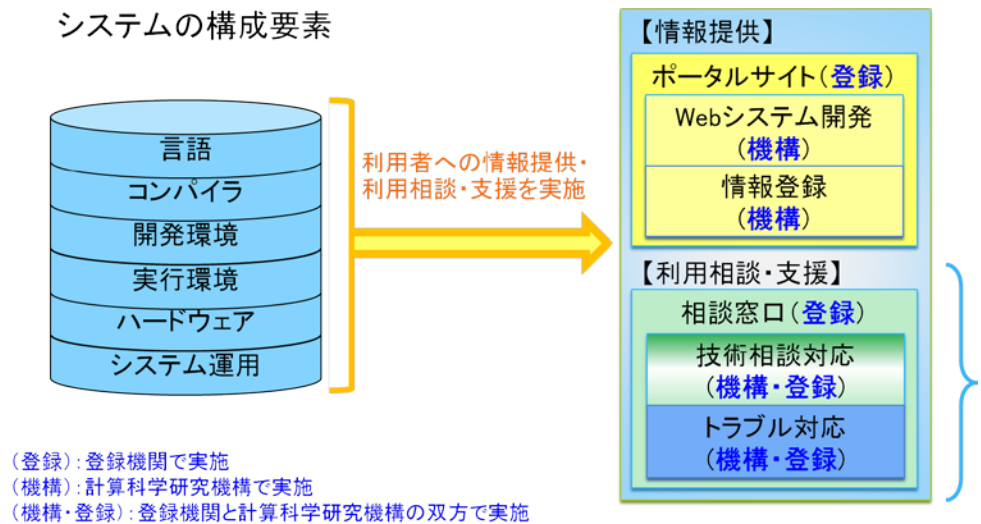 システムの構成要素
言語
コンパイラ
開発環境
実行環境
ハードウェア
システム運用
利用者への情報提供・
利用相談・支援を実施
【情報提供】
ポータルサイト(登録)
Webシステム開発
(機構)
情報登録
(機構)
【利用相談・支援】
相談窓口(登録)
技術相談対応
(機構・登録)
トラブル対応
(機構・登録)
(登録):登録機関で実施
(機構):計算科学研究機構で実施
(機構・登録):登録機関と計算科学研究機構の双方で実施